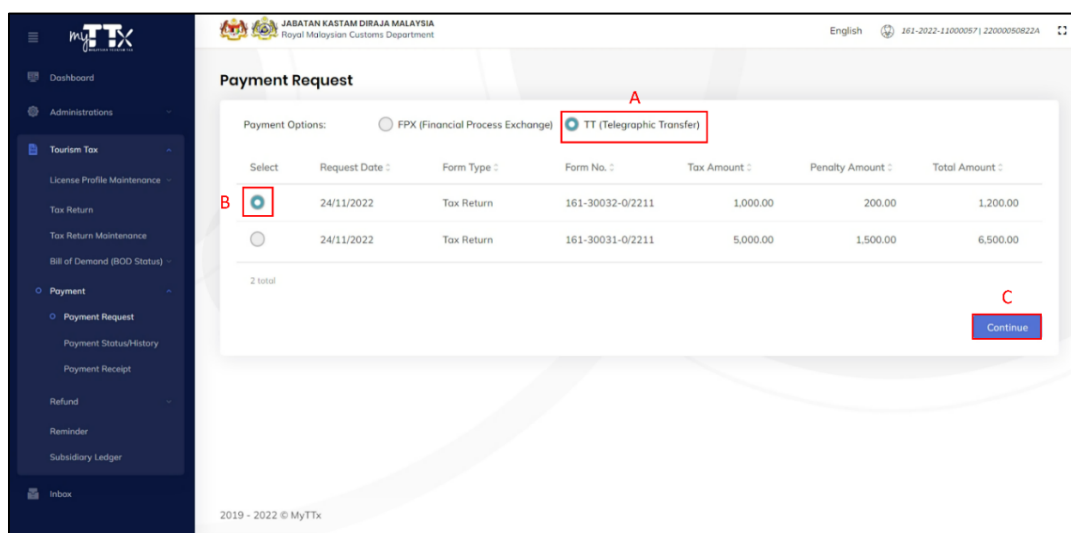 myTTX
JABATAN KASTAM DIRAJA MALAYSIA
Royal Malaysian Customs Department
English
161-2022-11000057 | 22000050822A
Dashboard
Administrations
Tourism Tax
License Profile Maintenance
Tax Return
Tax Return Maintenance
Bill of Demand (BOD Status)
Payment
Payment Request
Payment Status/History
Payment Receipt
Refund
Reminder
Subsidiary Ledger
Inbox
Payment Request
A
Payment Options: FPX (Financial Process Exchange) TT (Telegraphic Transfer)
Select Request Date Form Type Form No. Tax Amount Penalty Amount Total Amount
B 24/11/2022 Tax Return 161-30032-0/2211 1,000.00 200.00 1,200.00
24/11/2022 Tax Return 161-30031-0/2211 5,000.00 1,500.00 6,500.00
2 total
C
Continue
2019 - 2022 © MyTTx